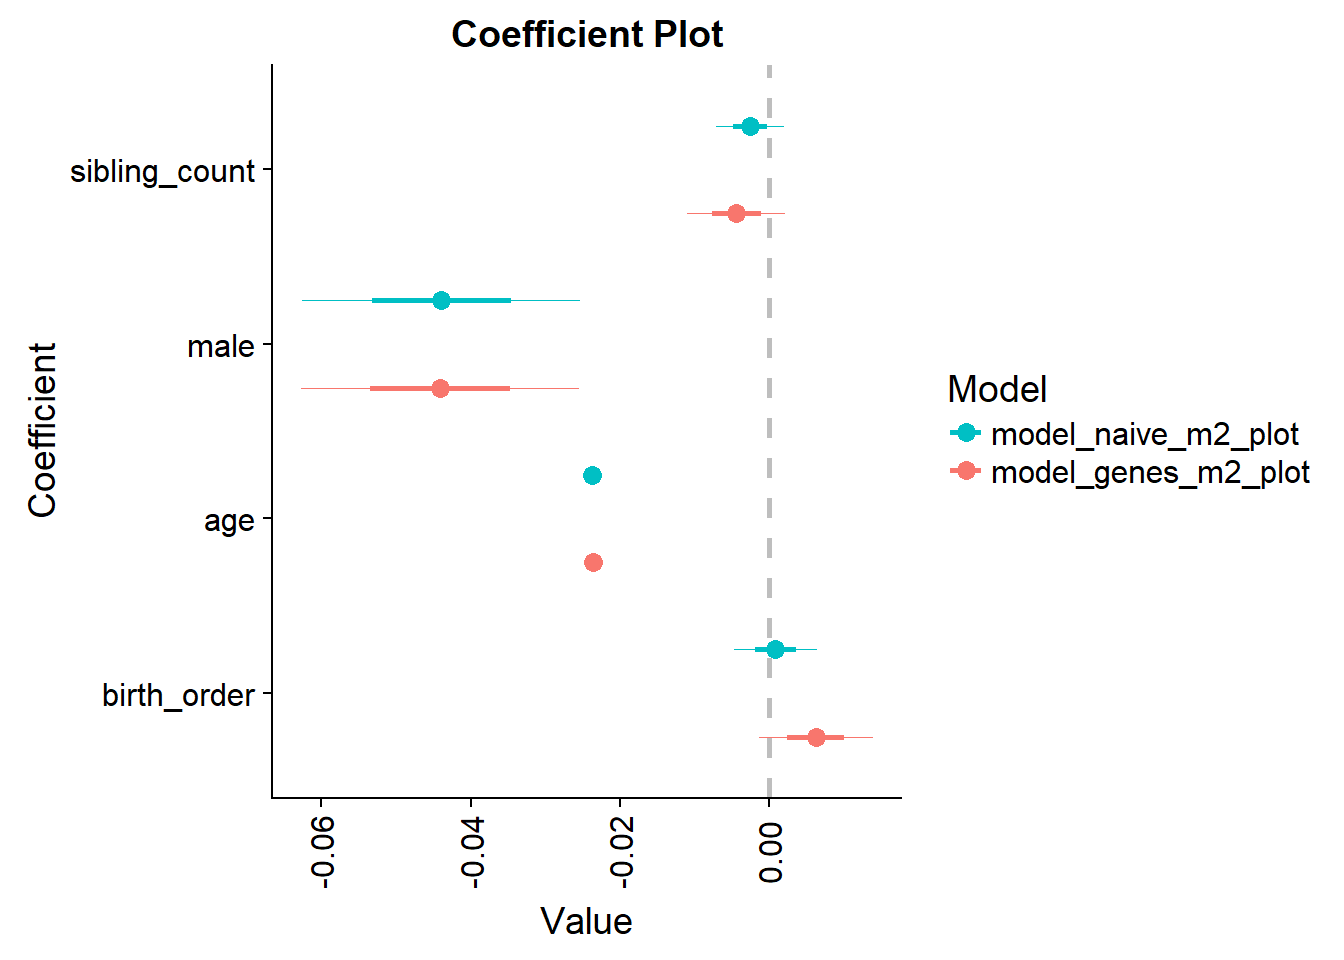 Coefficient Plot
Coefficient
sibling_count
male
age
birth_order
-0.06
-0.04
-0.02
0.00
Value
Model
model_naive_m2_plot
model_genes_m2_plot